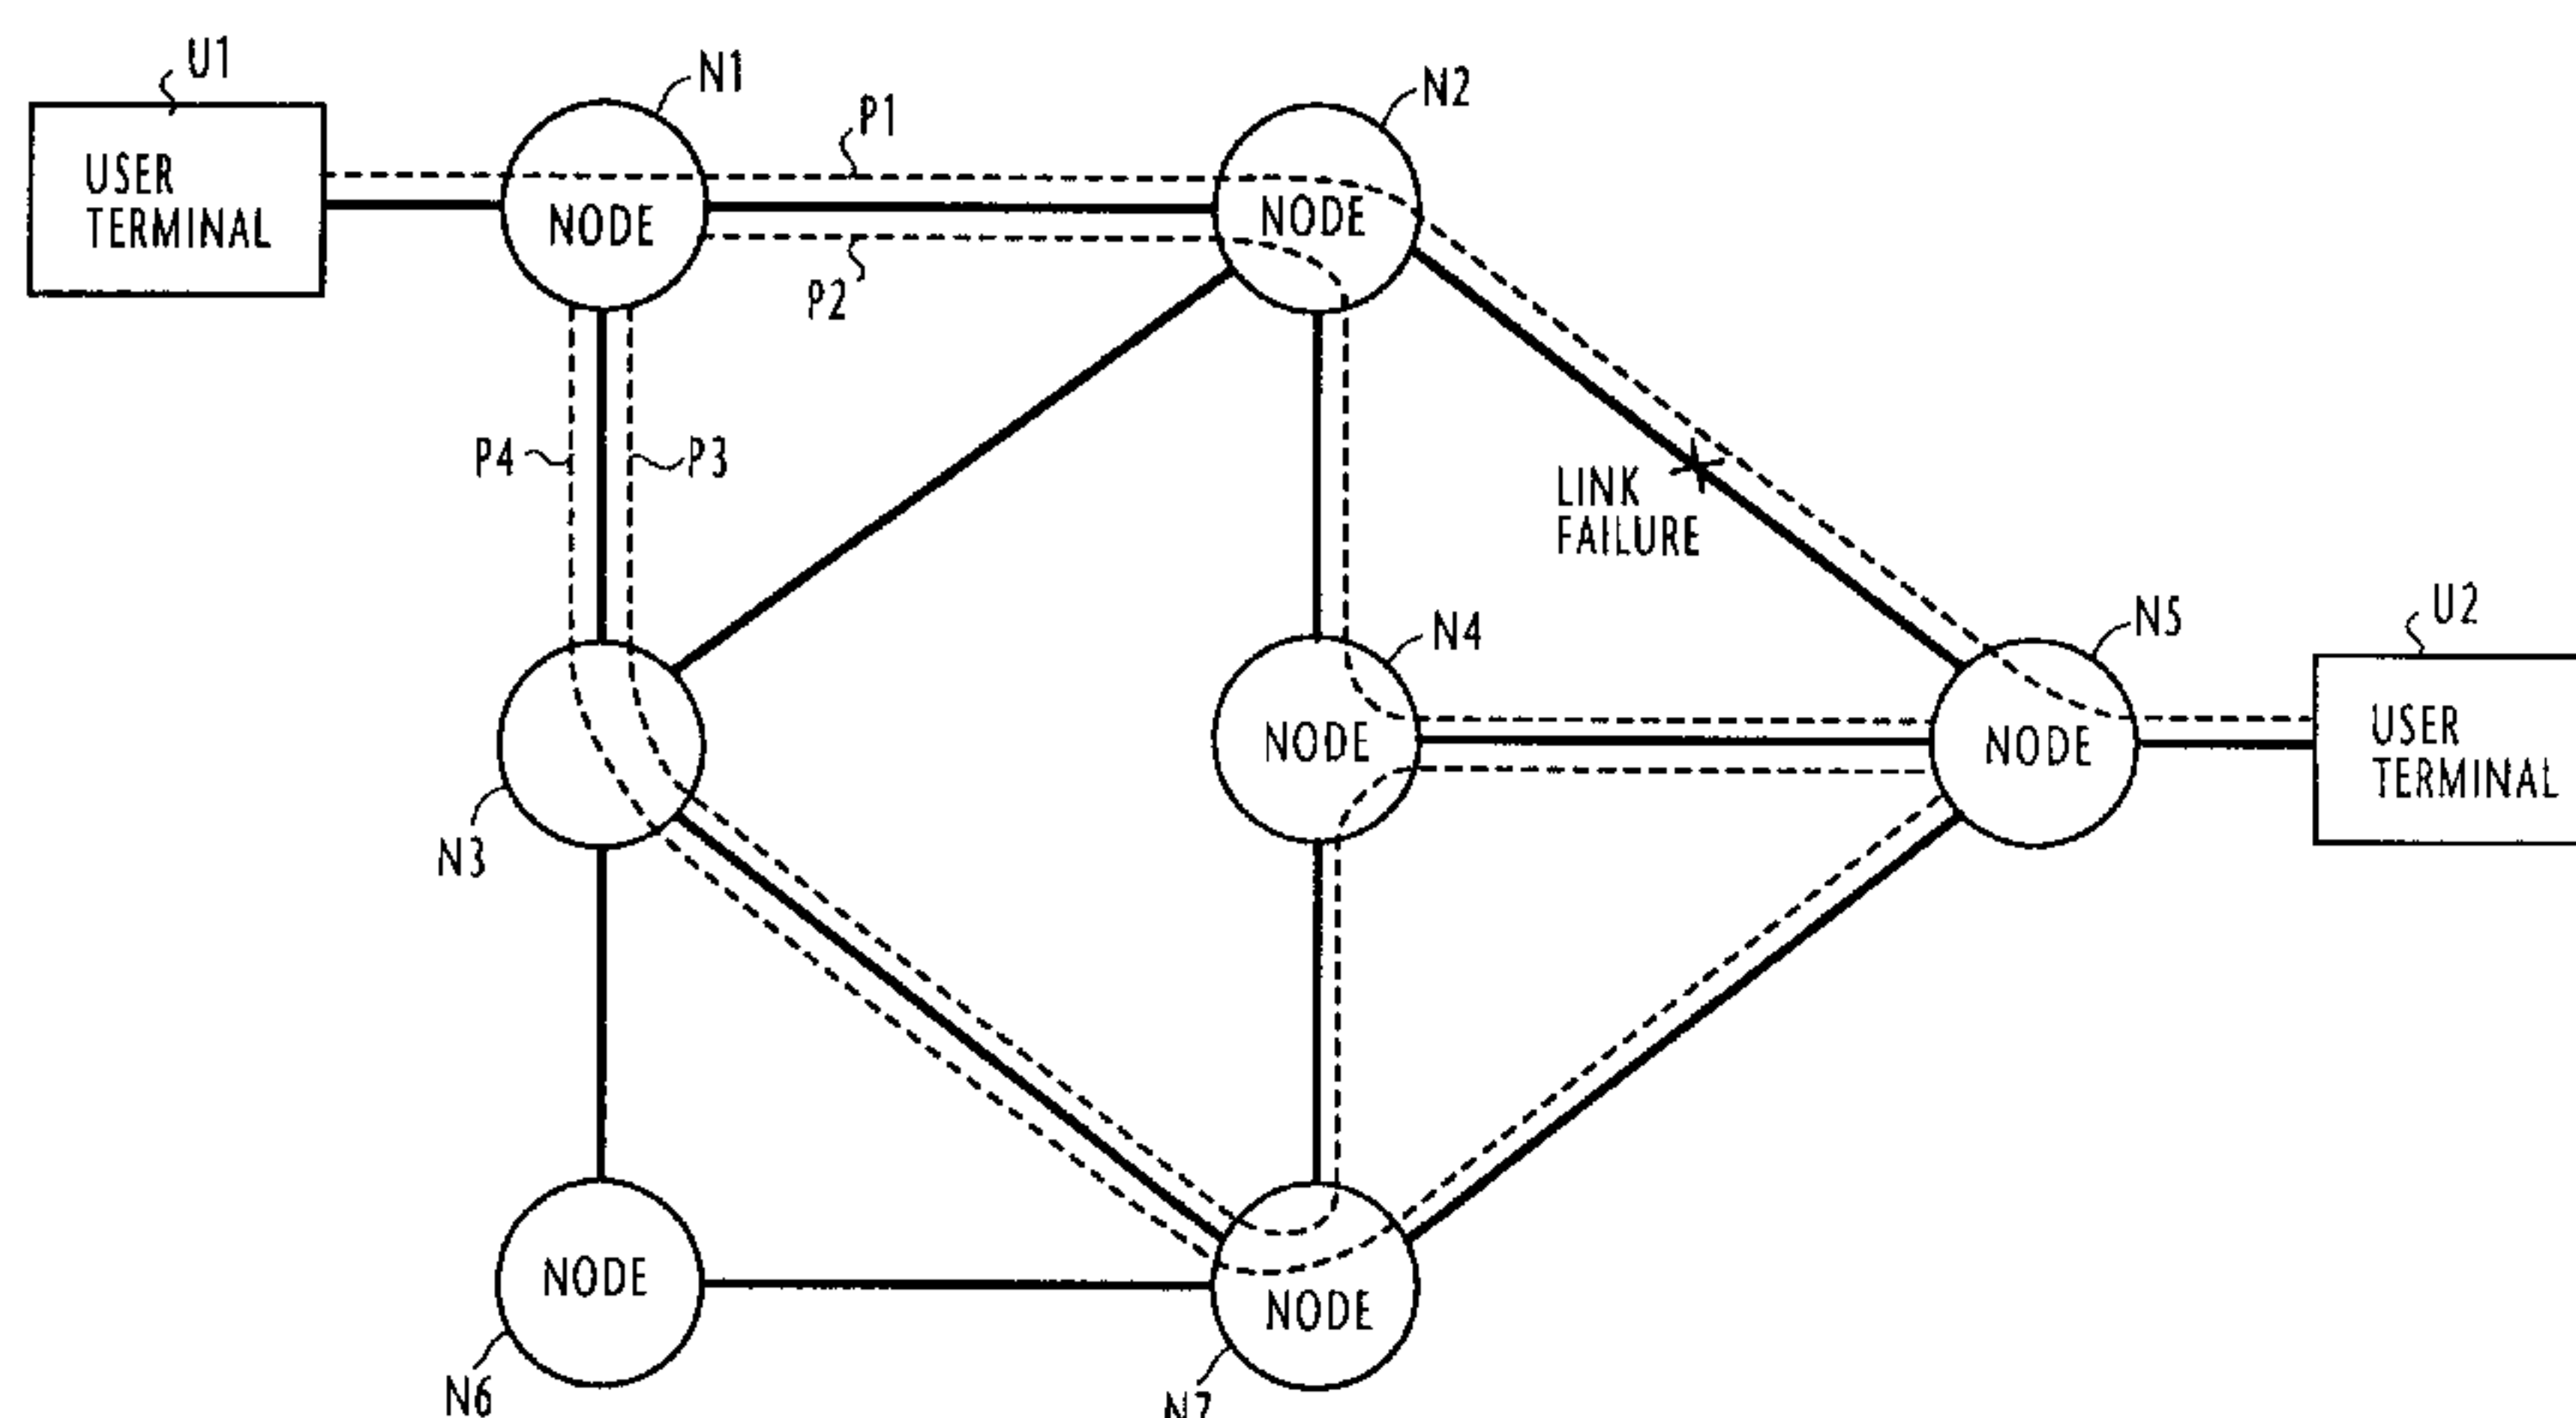 U1
N1
P1
N2
USER
TERMINAL
NODE
NODE
P2
P4
P3
LINK
FAILURE
N4
N5
U2
NODE
NODE
USER
TERMINAL
N3
NODE
NODE
N6
N7